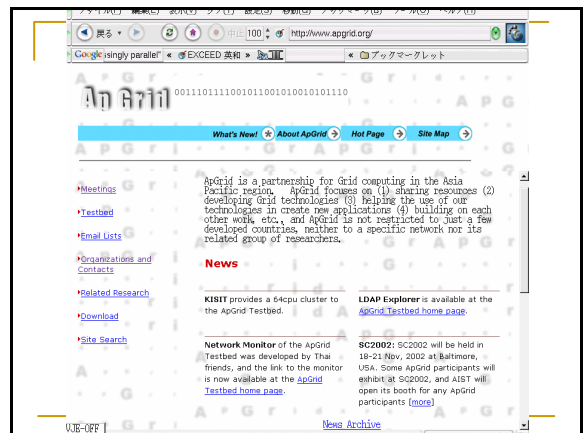 戻る
中止 100 http://www.apgrid.org/
Google singly parallel" « EXCEED 英和 » « ブックマークレット
Ap Grid 0011101111001011001010010101110
What's New! About ApGrid Hot Page Site Map
ApGrid is a partnership for Grid computing in the Asia
Pacific region. ApGrid focuses on (1) sharing resources (2)
developing Grid technologies (3) helping the use of our
technologies in create new applications (4) building on each
other work, etc., and ApGrid is not restricted to just a few
developed countries, neither to a specific network nor its
related group of researchers.
Meetings
Testbed
Email Lists
Organizations and
Contacts
Related Research
Download
Site Search
News
KISIT provides a 64cpu cluster to
the ApGrid Testbed.
LDAP Explorer is available at the
ApGrid Testbed home page.
Network Monitor of the ApGrid
Testbed was developed by Thai
friends, and the link to the monitor
is now available at the ApGrid
Testbed home page.
SC2002: SC2002 will be held in
18-21 Nov, 2002 at Baltimore,
USA. Some ApGrid participants will
exhibit at SC2002, and AIST will
open its booth for any ApGrid
participants [more]
News Archive
VJE-OFF